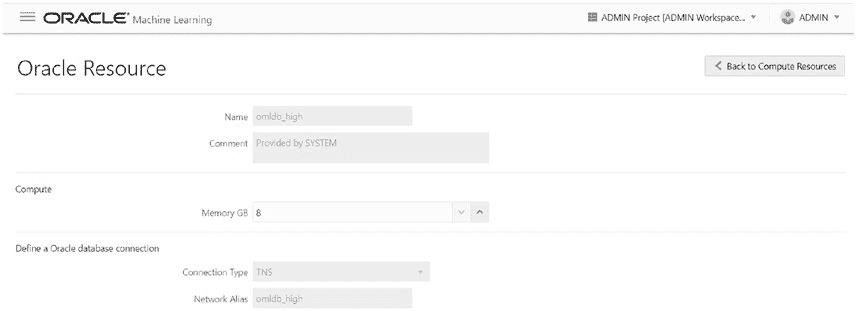 ORACLE® Machine Learning
ADMIN Project [ADMIN Workspace...
ADMIN
Oracle Resource
Back to Compute Resources
Name omldb_high
Comment Provided by SYSTEM
Compute
Memory GB 8
Define a Oracle database connection
Connection Type TNS
Network Alias omldb_high